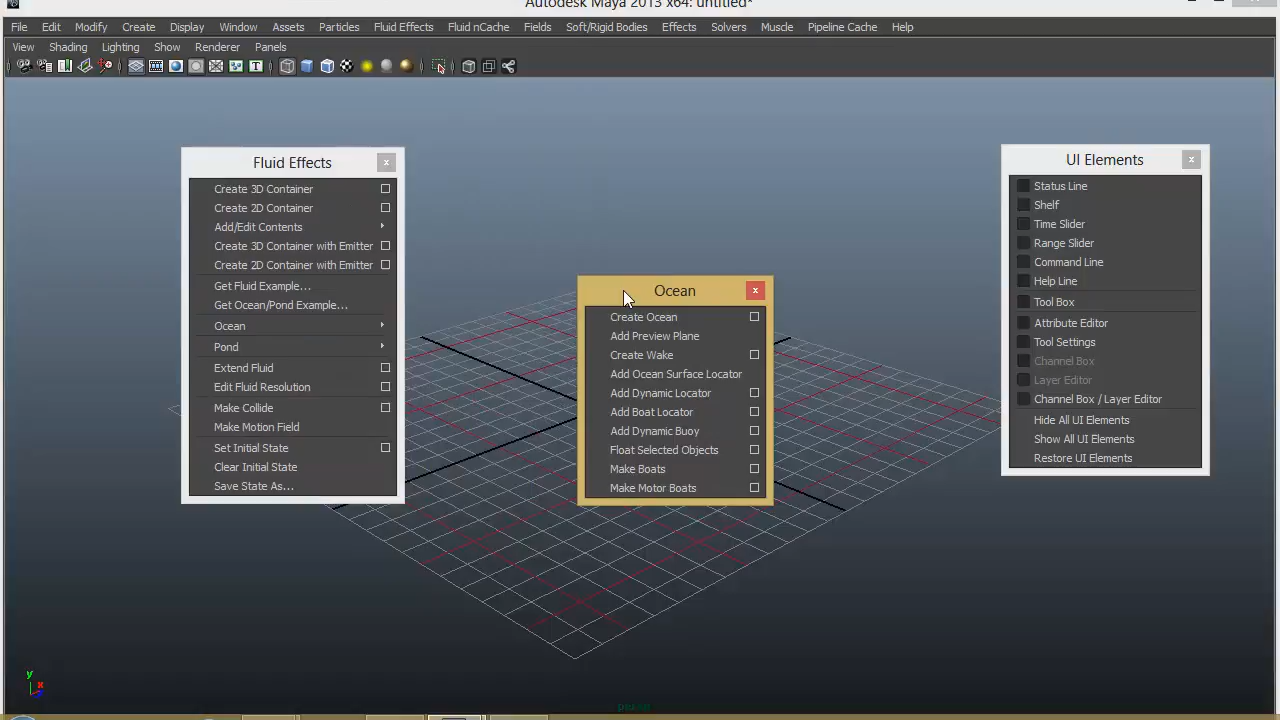 Autodesk Maya 2013 x64: untitled*
File Edit Modify Create Display Window Assets Particles Fluid Effects Fluid nCache Fields Soft/Rigid Bodies Effects Solvers Muscle Pipeline Cache Help
View Shading Lighting Show Renderer Panels
Fluid Effects
Create 3D Container
Create 2D Container
Add/Edit Contents
Create 3D Container with Emitter
Create 2D Container with Emitter
Get Fluid Example...
Get Ocean/Pond Example...
Ocean
Pond
Extend Fluid
Edit Fluid Resolution
Make Collide
Make Motion Field
Set Initial State
Clear Initial State
Save State As...
Ocean
Create Ocean
Add Preview Plane
Create Wake
Add Ocean Surface Locator
Add Dynamic Locator
Add Boat Locator
Add Dynamic Buoy
Float Selected Objects
Make Boats
Make Motor Boats
UI Elements
Status Line
Shelf
Time Slider
Range Slider
Command Line
Help Line
Tool Box
Attribute Editor
Tool Settings
Channel Box
Layer Editor
Channel Box / Layer Editor
Hide All UI Elements
Show All UI Elements
Restore UI Elements
y
x